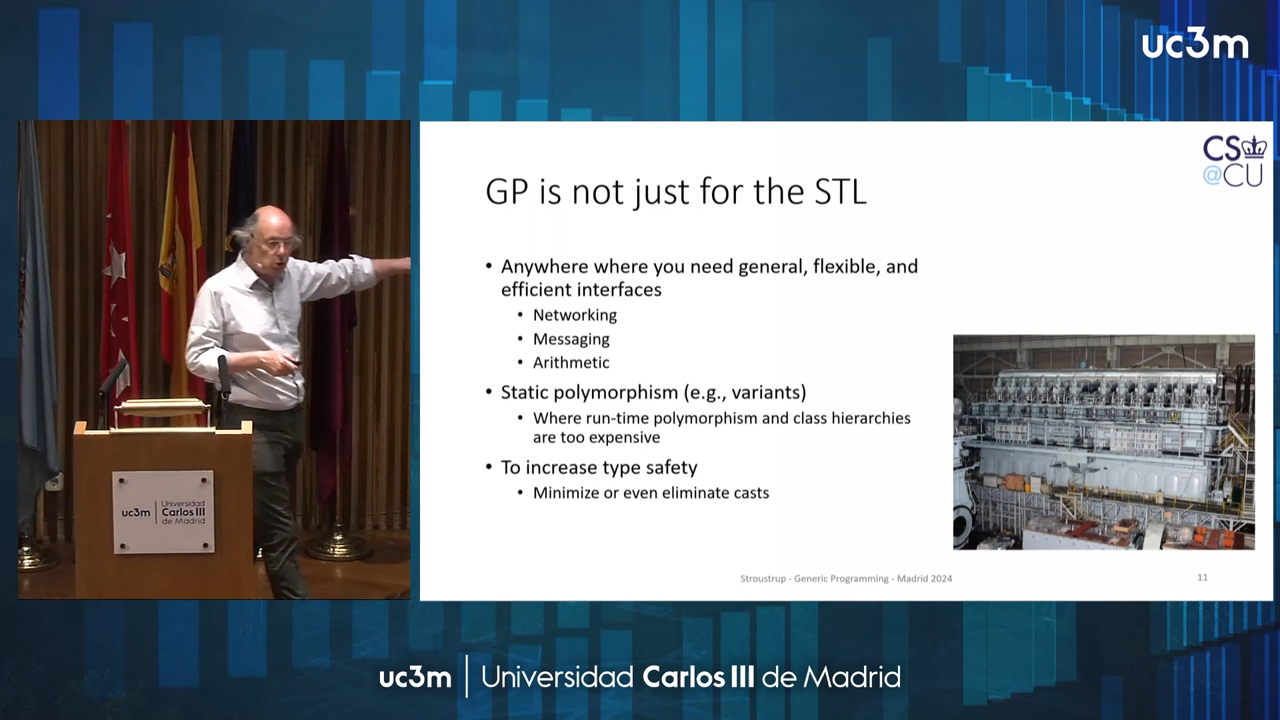 uc3m
CS
@CU
GP is not just for the STL
• Anywhere where you need general, flexible, and
efficient interfaces
• Networking
• Messaging
• Arithmetic
• Static polymorphism (e.g., variants)
• Where run-time polymorphism and class hierarchies
are too expensive
• To increase type safety
• Minimize or even eliminate casts
Stroustrup - Generic Programming - Madrid 2024
11
uc3m | Universidad
Carlos III
de Madrid
uc3m | Universidad Carlos III de Madrid